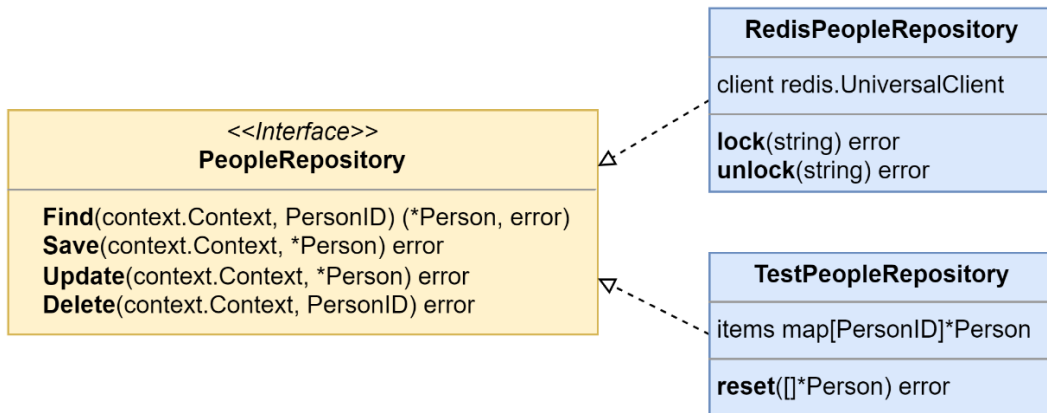 <<Interface>>
PeopleRepository
Find(context.Context, PersonID) (*Person, error)
Save(context.Context, *Person) error
Update(context.Context, *Person) error
Delete(context.Context, PersonID) error
RedisPeopleRepository
client redis.UniversalClient
lock(string) error
unlock(string) error
TestPeopleRepository
items map[PersonID]*Person
reset([]*Person) error